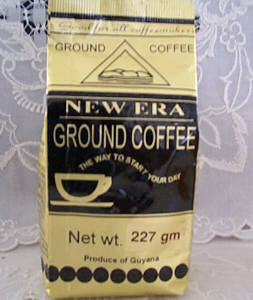 Good for all coffeemakers
GROUND COFFEE
NEW ERA
GROUND COFFEE
THE WAY TO START YOUR DAY
Net wt. 227 gm
Produce of Guyana